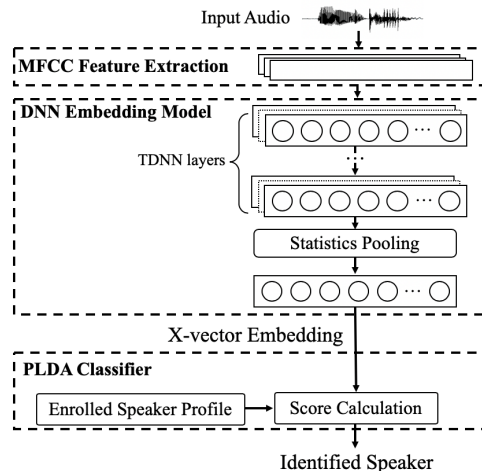 Input Audio
MFCC Feature Extraction
DNN Embedding Model
TDNN layers
...
...
...
Statistics Pooling
...
X-vector Embedding
PLDA Classifier
Enrolled Speaker Profile
Score Calculation
Identified Speaker